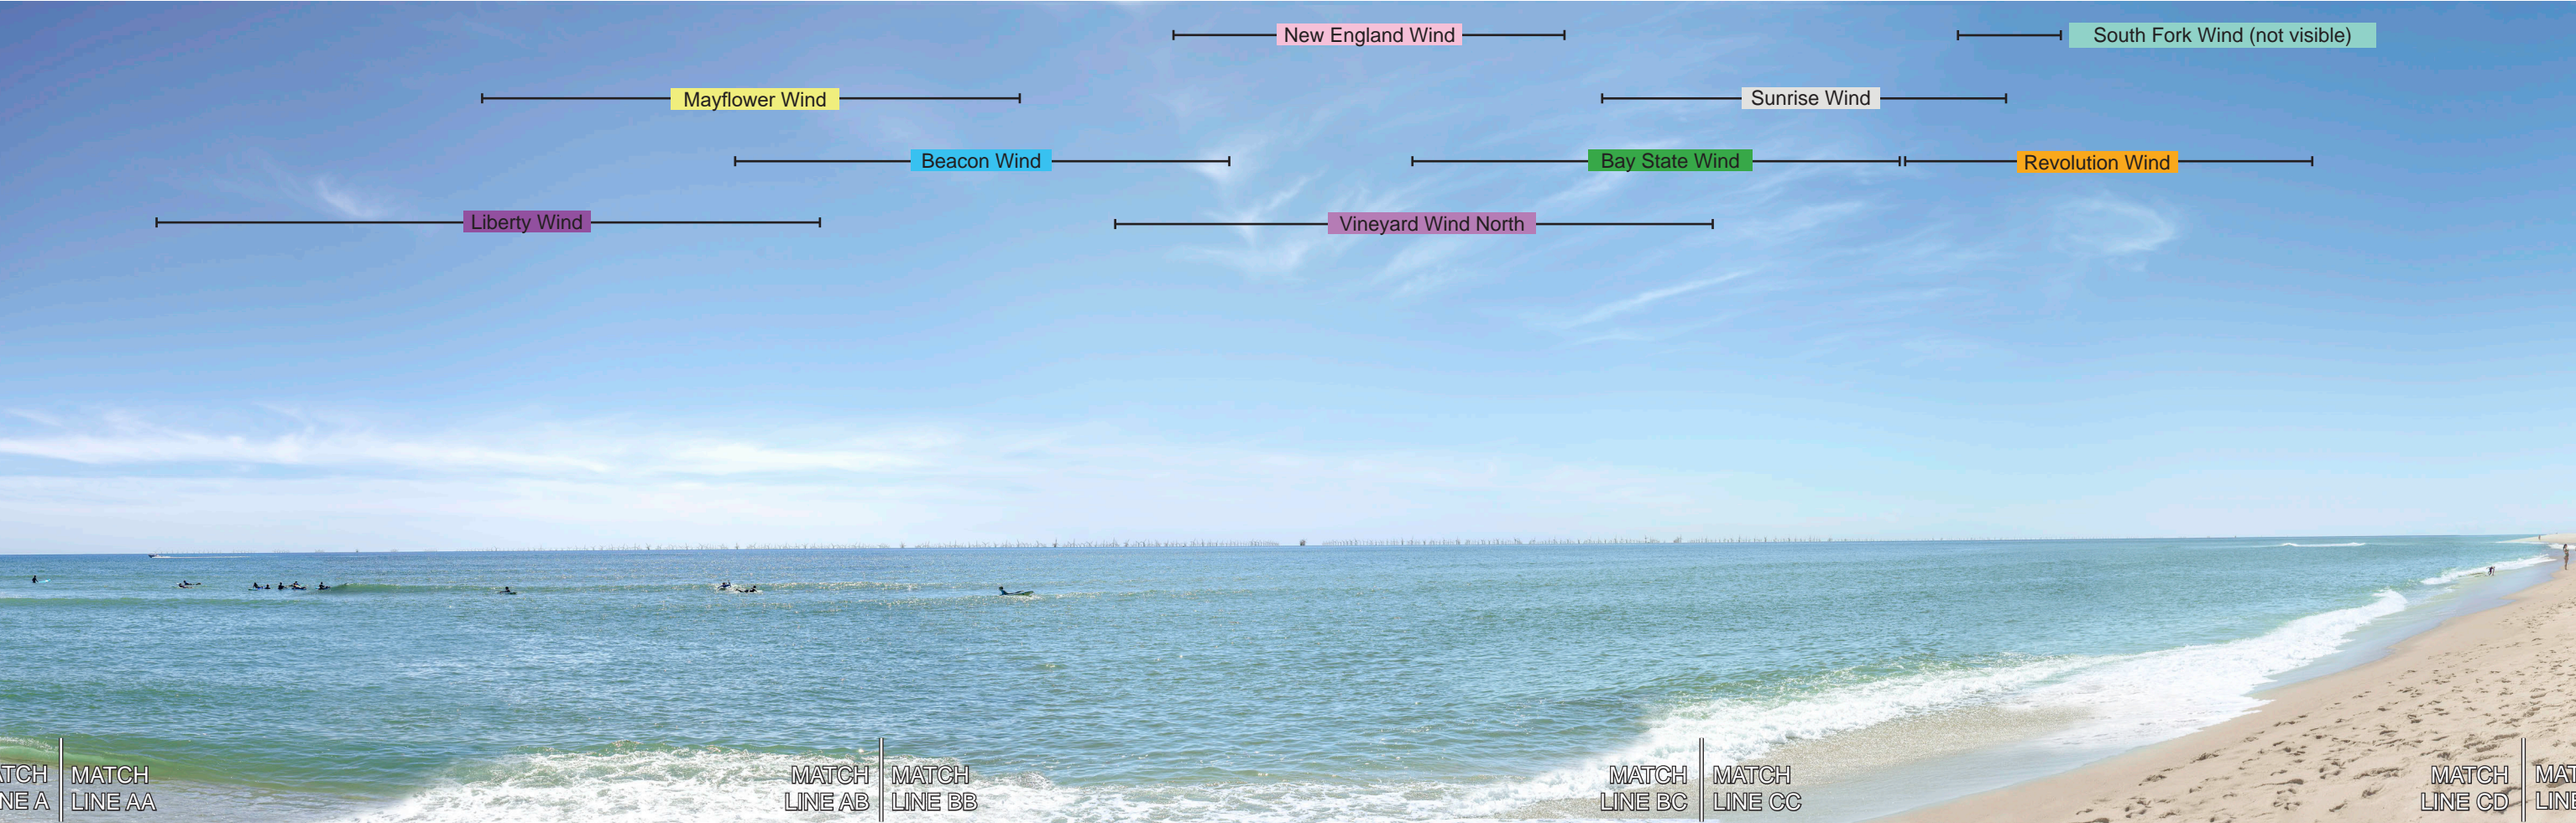 New England Wind
South Fork Wind (not visible)
Mayflower Wind
Sunrise Wind
Beacon Wind
Bay State Wind
Revolution Wind
Liberty Wind
Vineyard Wind North
MATCH
LINE AA
MATCH
LINE AB
MATCH
LINE BB
MATCH
LINE BC
MATCH
LINE CC
MATCH
LINE CD